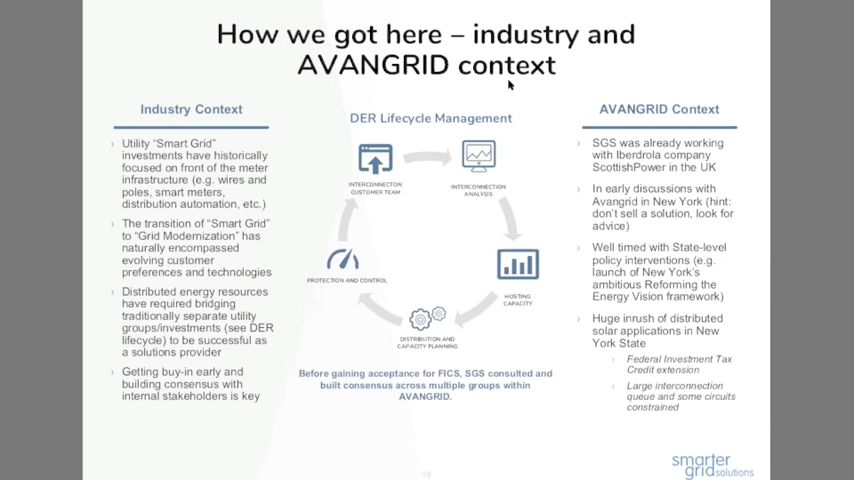 How we got here – industry and
AVANGRID context
Industry Context
› Utility “Smart Grid”
investments have historically
focused on front of the meter
infrastructure (e.g. wires and
poles, smart meters,
distribution automation, etc.)
› The transition of “Smart Grid”
to “Grid Modernization” has
naturally encompassed
evolving customer
preferences and technologies
› Distributed energy resources
have required bridging
traditionally separate utility
groups/investments (see DER
lifecycle) to be successful as
a solutions provider
› Getting buy-in early and
building consensus with
internal stakeholders is key
DER Lifecycle Management
INTERCONNECTON
CUSTOMER TEAM
INTERCONNECTION
ANALYSIS
HOSTING
CAPACITY
DISTRIBUTION AND
CAPACITY PLANNING
PROTECTION AND CONTROL
Before gaining acceptance for FICS, SGS consulted and
built consensus across multiple groups within
AVANGRID.
AVANGRID Context
› SGS was already working
with Iberdrola company
ScottishPower in the UK
› In early discussions with
Avangrid in New York (hint:
don’t sell a solution, look for
advice)
› Well timed with State-level
policy interventions (e.g.
launch of New York’s
ambitious Reforming the
Energy Vision framework)
› Huge inrush of distributed
solar applications in New
York State
› Federal Investment Tax
Credit extension
› Large interconnection
queue and some circuits
constrained
19
smarter
gridsolutions